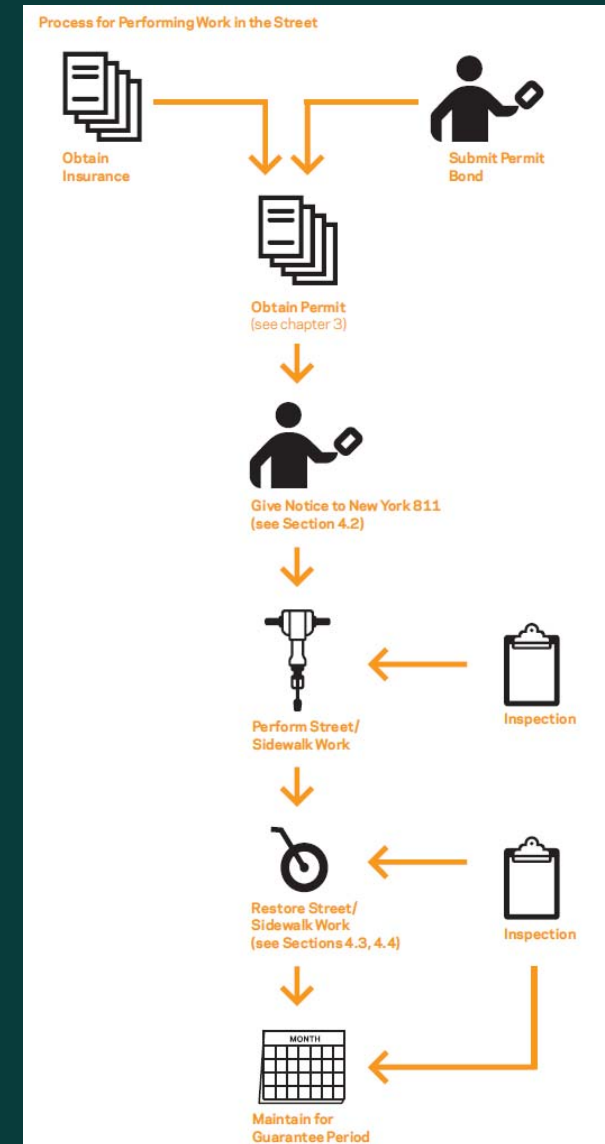 Process for Performing Work in the Street
Obtain
Insurance
Submit Permit
Bond
Obtain Permit
(see chapter 3)
Give Notice to New York 811
(see Section 4.2)
Perform Street/
Sidewalk Work
Inspection
Restore Street/
Sidewalk Work
(see Sections 4.3, 4.4)
Inspection
MONTH
Maintain for
Guarantee Period